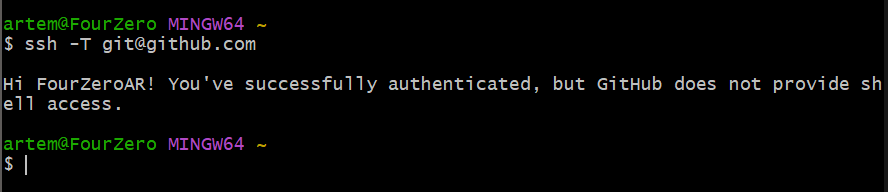 artem@FourZero MINGW64 ~
$ ssh -T git@github.com
Hi FourZeroAR! You've successfully authenticated, but GitHub does not provide sh
ell access.
artem@FourZero MINGW64 ~
$